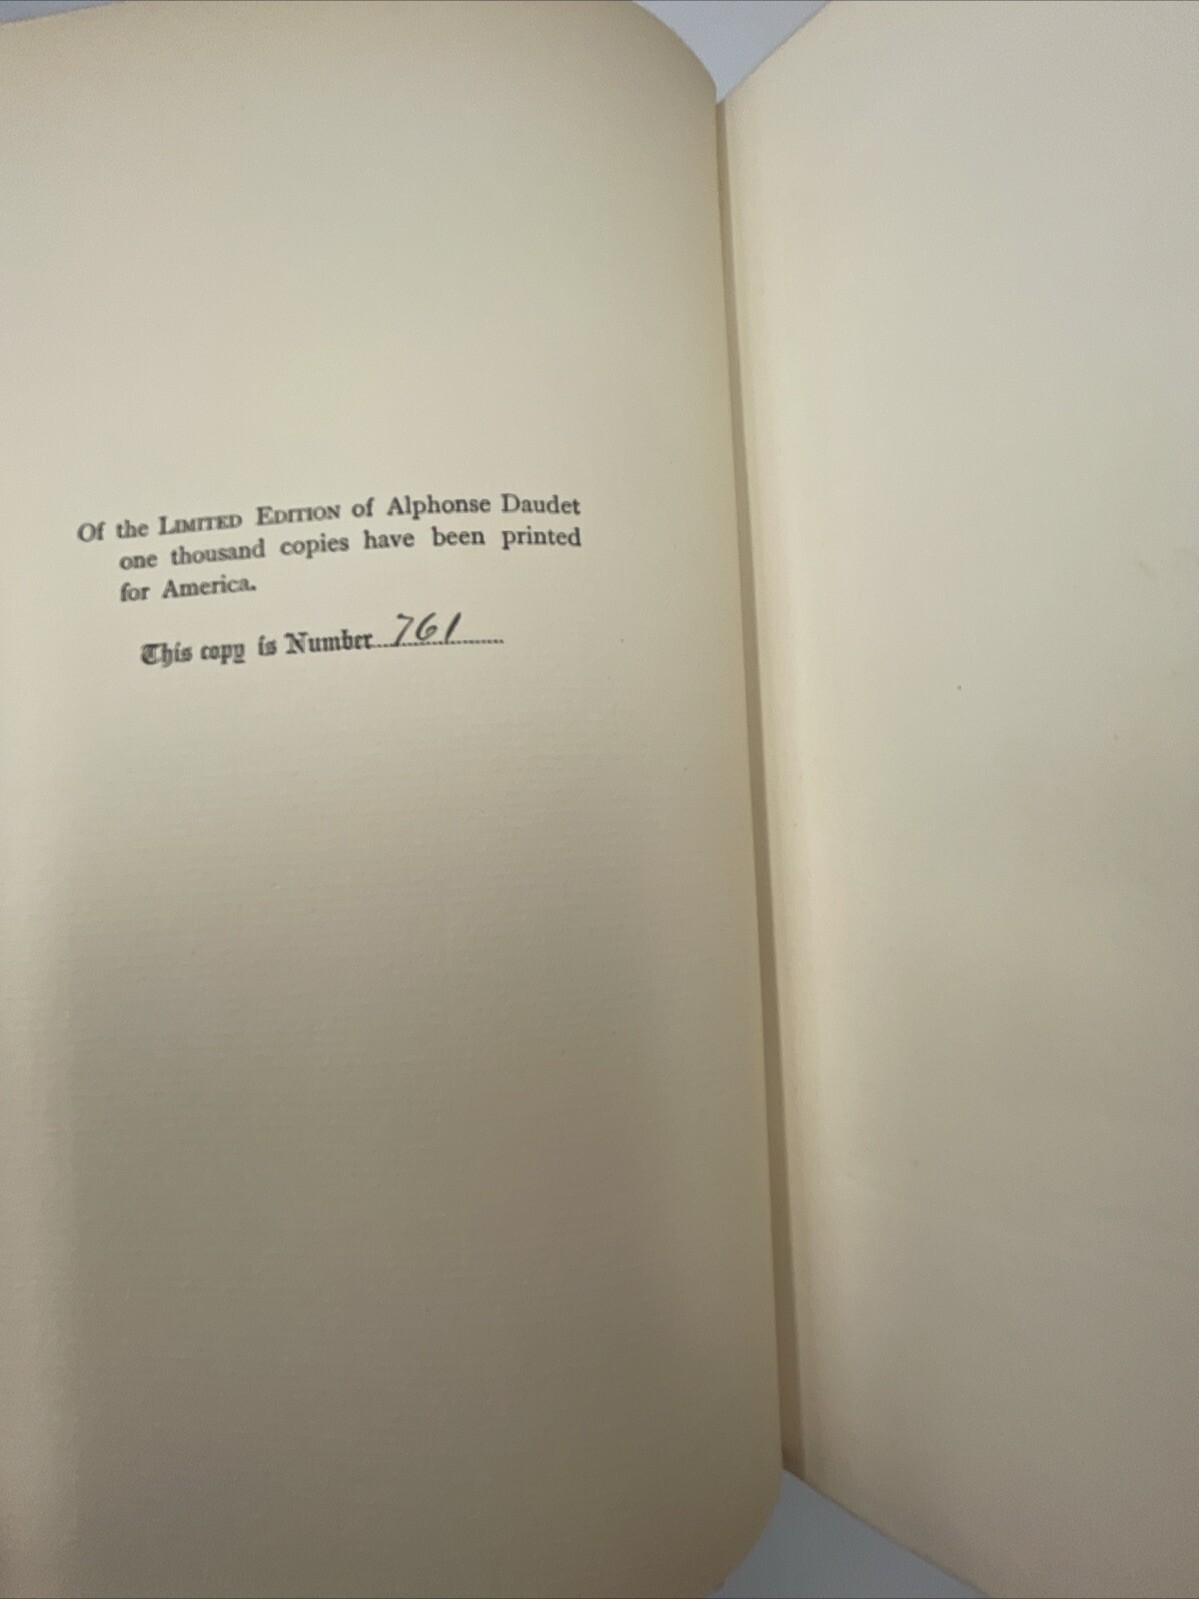 Of the LIMITED EDITION of Alphonse Daudet
one thousand copies have been printed
for America.
This copy is Number....761........